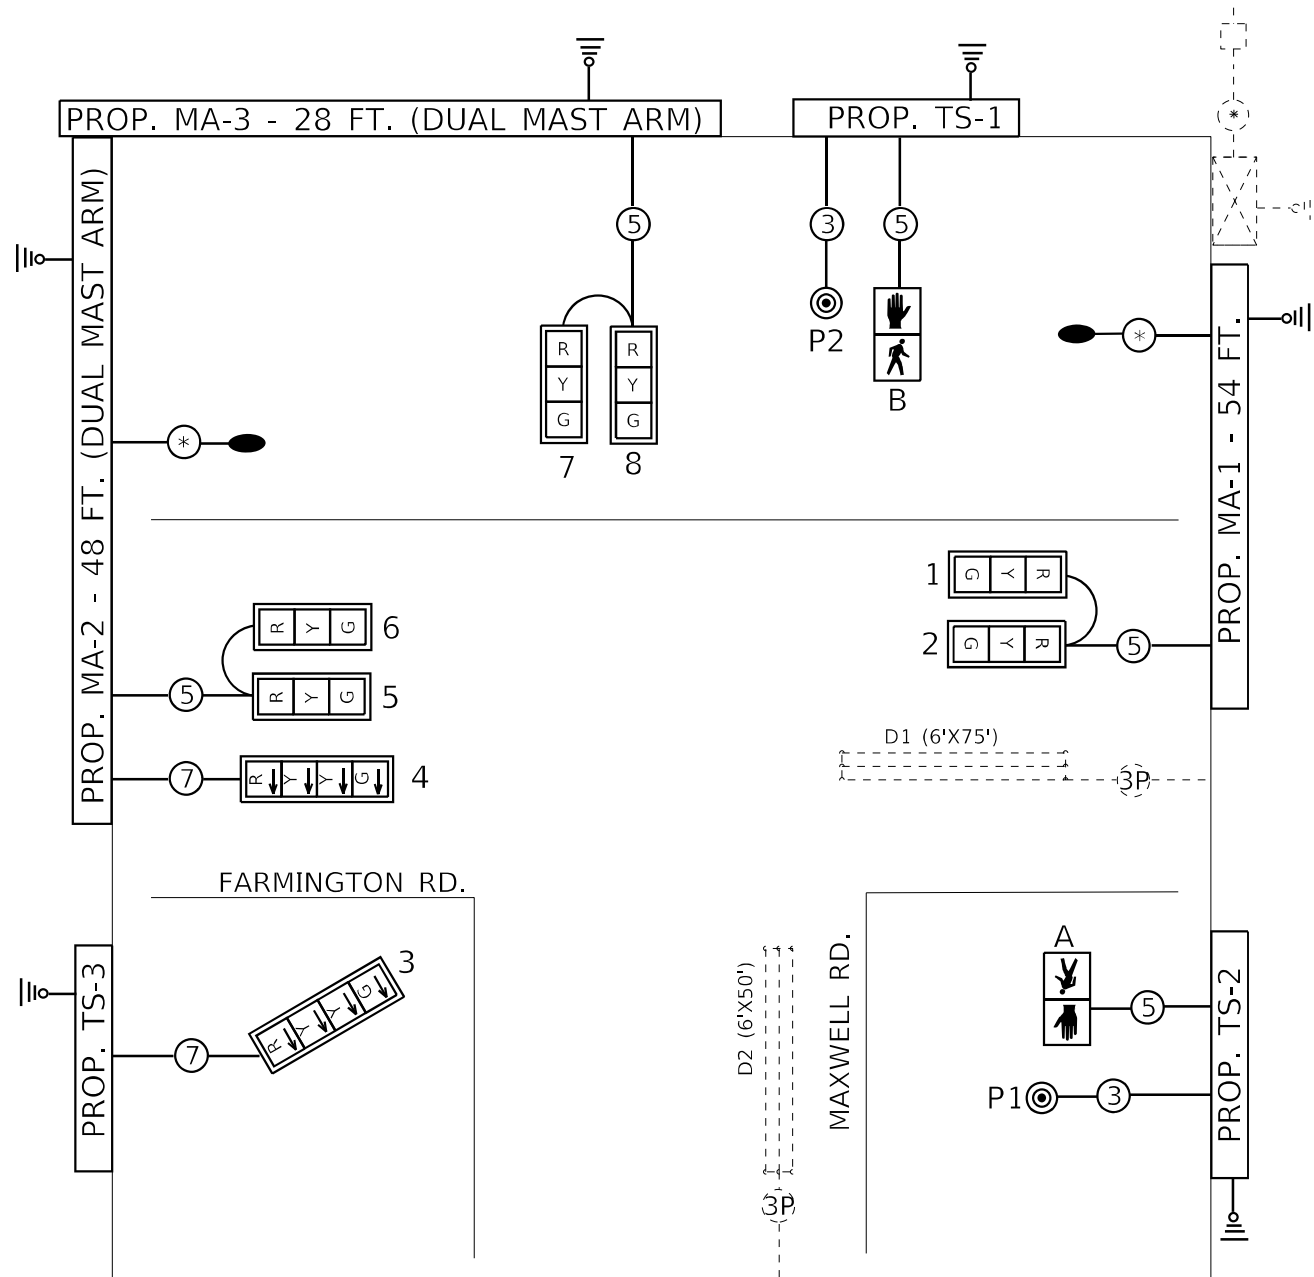 PROP. MA-3 - 28 FT. (DUAL MAST ARM)
PROP. TS-1
*
PROP. MA-2 - 48 FT. (DUAL MAST ARM)
5
3
5
R
Y
G
7
R
Y
G
8
P2
B
*
*
PROP. MA-1 - 54 FT.
1
G Y R
2
G Y R
5
R Y G
6
5
R Y G
5
7
R Y Y G
4
D1 (6'X75')
3P
FARMINGTON RD.
PROP. TS-3
7
R Y Y G
3
D2 (6'X50')
3P
MAXWELL RD.
A
5
P1
3
PROP. TS-2